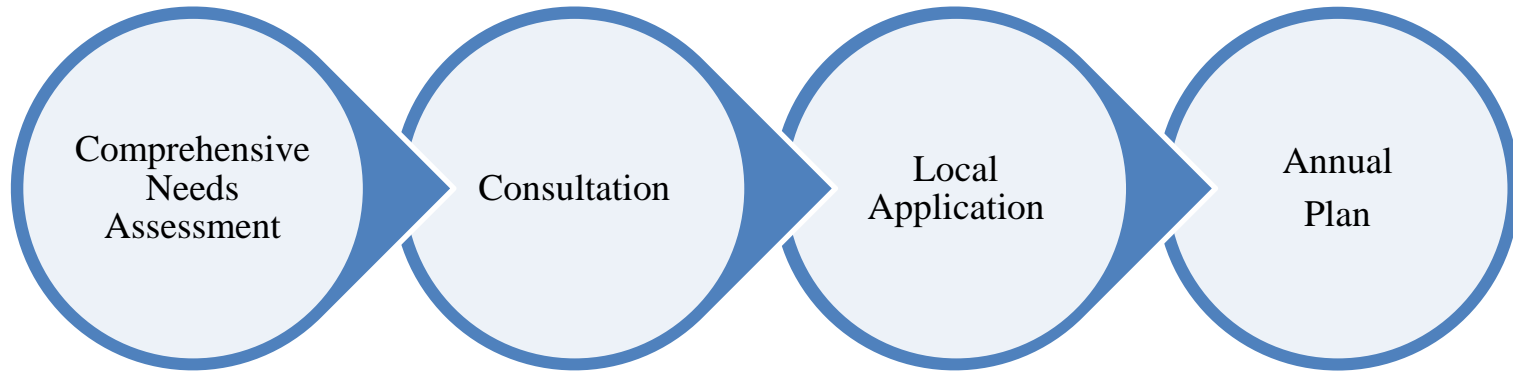 Comprehensive
Needs
Assessment
Consultation
Local
Application
Annual
Plan